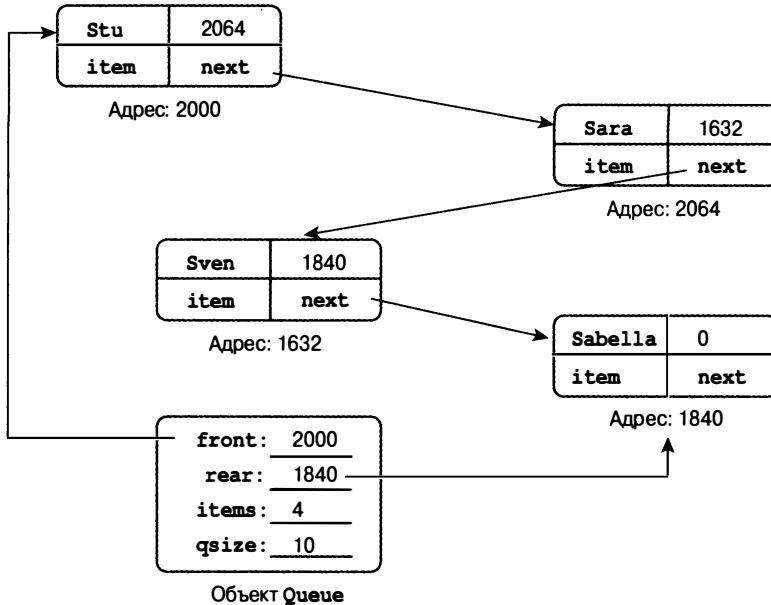 Stu 2064
item next
Адрес: 2000
Sara 1632
item next
Адрес: 2064
Sven 1840
item next
Адрес: 1632
Sabella 0
item next
Адрес: 1840
front: 2000
rear: 1840
items: 4
qsize: 10
Объект Queue